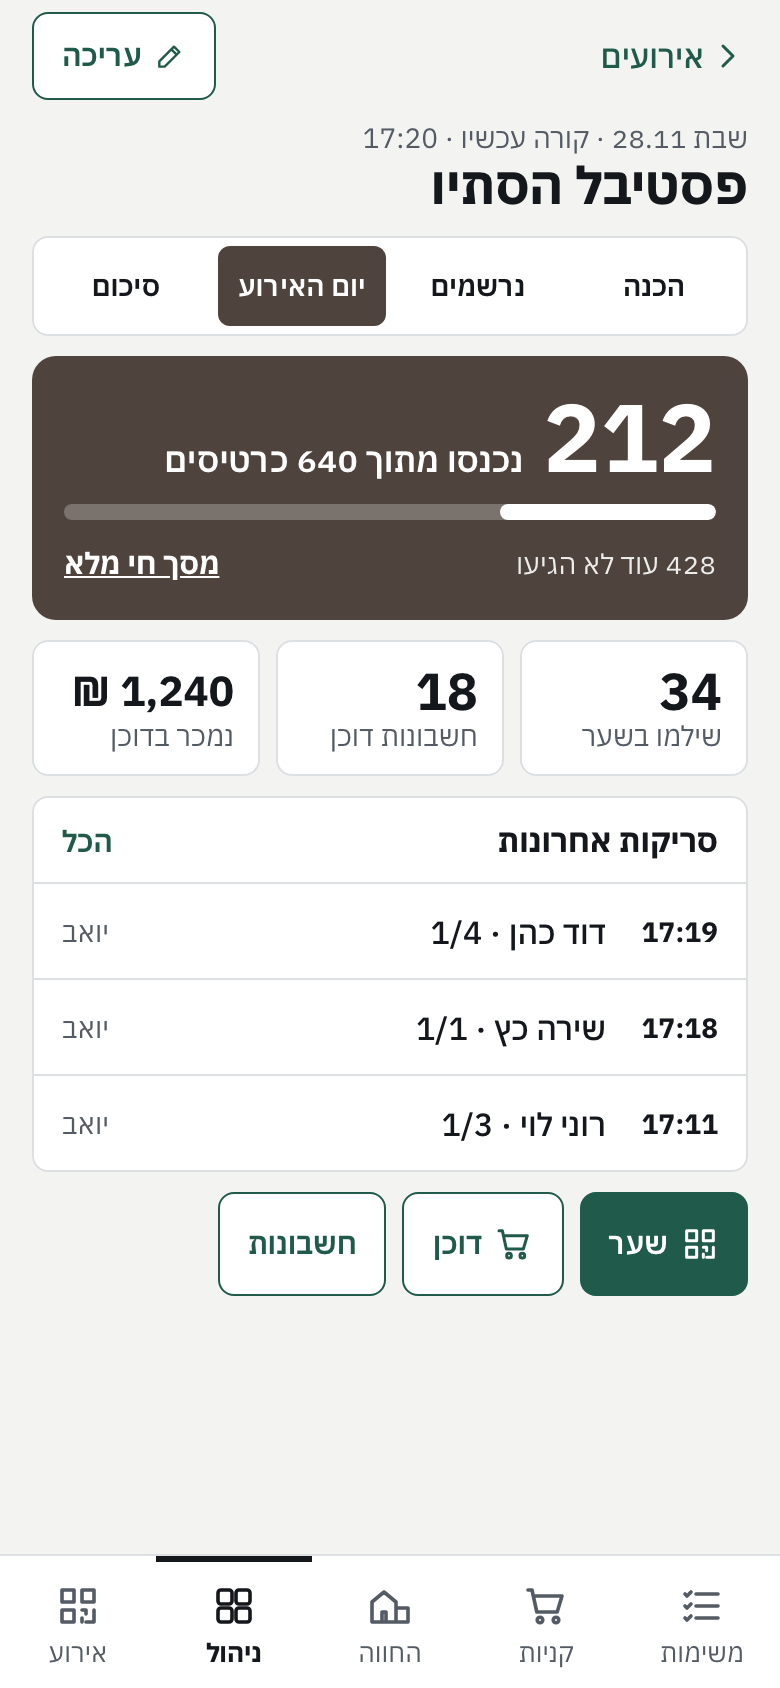 אירועים
עריכה
שבת 28.11 · קורה עכשיו · 17:20
פסטיבל הסתיו
הכנה
נרשמים
יום האירוע
סיכום
212 נכנסו מתוך 640 כרטיסים
428 עוד לא הגיעו
מסך חי מלא
34
שילמו בשער
18
חשבונות דוכן
1,240 ₪
נמכר בדוכן
סריקות אחרונות
הכל
17:19 דוד כהן · 1/4 יואב
17:18 שירה כץ · 1/1 יואב
17:11 רוני לוי · 1/3 יואב
שער
דוכן
חשבונות
משימות
קניות
החווה
ניהול
אירוע